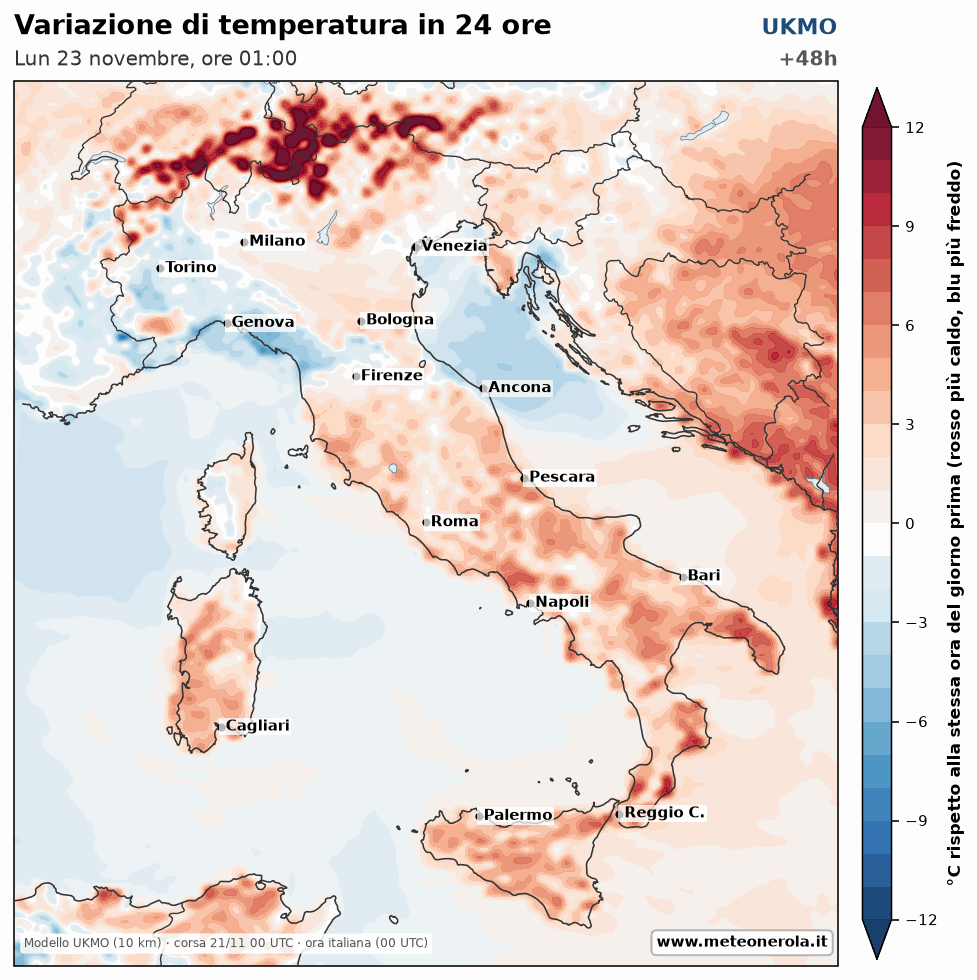 Variazione di temperatura in 24 ore
UKMO
Lun 23 novembre, ore 01:00
+48h
Milano
Venezia
Torino
Genova
Bologna
Firenze
Ancona
Pescara
Roma
Bari
Napoli
Cagliari
Palermo
Reggio C.
12
9
6
3
0
−3
−6
−9
−12
°C rispetto alla stessa ora del giorno prima (rosso più caldo, blu più freddo)
Modello UKMO (10 km) · corsa 21/11 00 UTC · ora italiana (00 UTC)
www.meteonerola.it